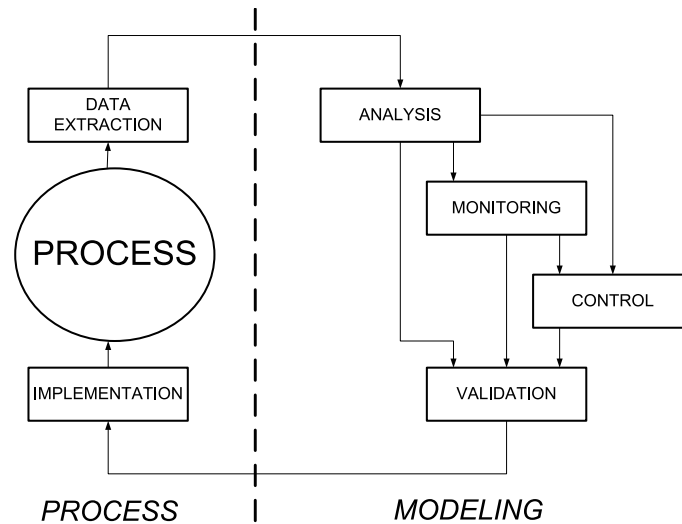 DATA
EXTRACTION
ANALYSIS
MONITORING
PROCESS
CONTROL
IMPLEMENTATION
VALIDATION
PROCESS
MODELING